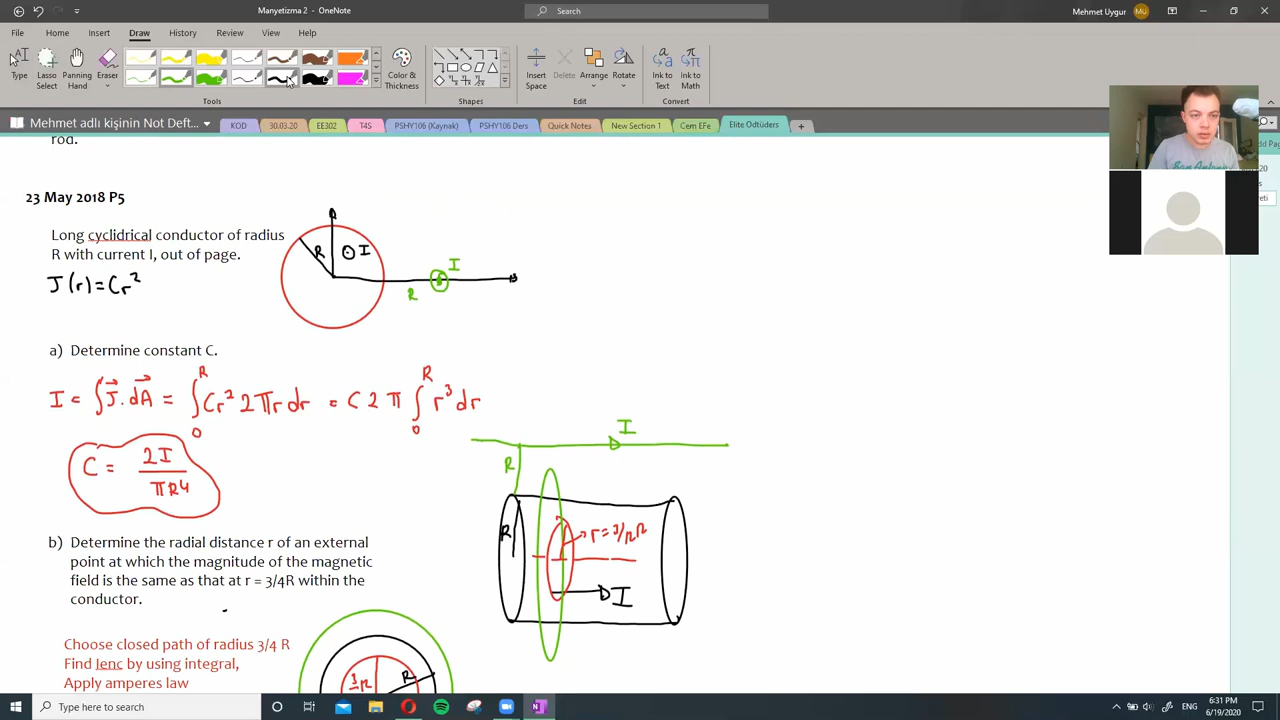 Manyetizma 2 - OneNote
Search
Mehmet Uygur
MU
File Home Insert Draw History Review View Help
Type
Lasso Select
Panning Hand
Eraser
Color & Thickness
Insert Space
Delete
Arrange
Rotate
Ink to Text
Ink to Math
Tools
Shapes
Edit
Convert
Mehmet adlı kişinin Not Deft...
KOD
30.03.20
EE302
T4S
PSHY106 (Kaynak)
PSHY106 Ders
Quick Notes
New Section 1
Cem EFe
Elite Odtüders
rod.
23 May 2018 P5
Long cyclidrical conductor of radius
R with current I, out of page.
J(r)=Cr²
R
I
I
R
a) Determine constant C.
I = ∫J⃗.dA⃗ = ∫₀ᴿ Cr² 2πr dr = C 2π ∫₀ᴿ r³ dr
C = 2I / πR⁴
I
R
R
I
b) Determine the radial distance r of an external
point at which the magnitude of the magnetic
field is the same as that at r = 3/4R within the
conductor.
Choose closed path of radius 3/4 R
Find Ienc by using integral,
Apply amperes law
R
Type here to search
ENG
6:31 PM
6/19/2020